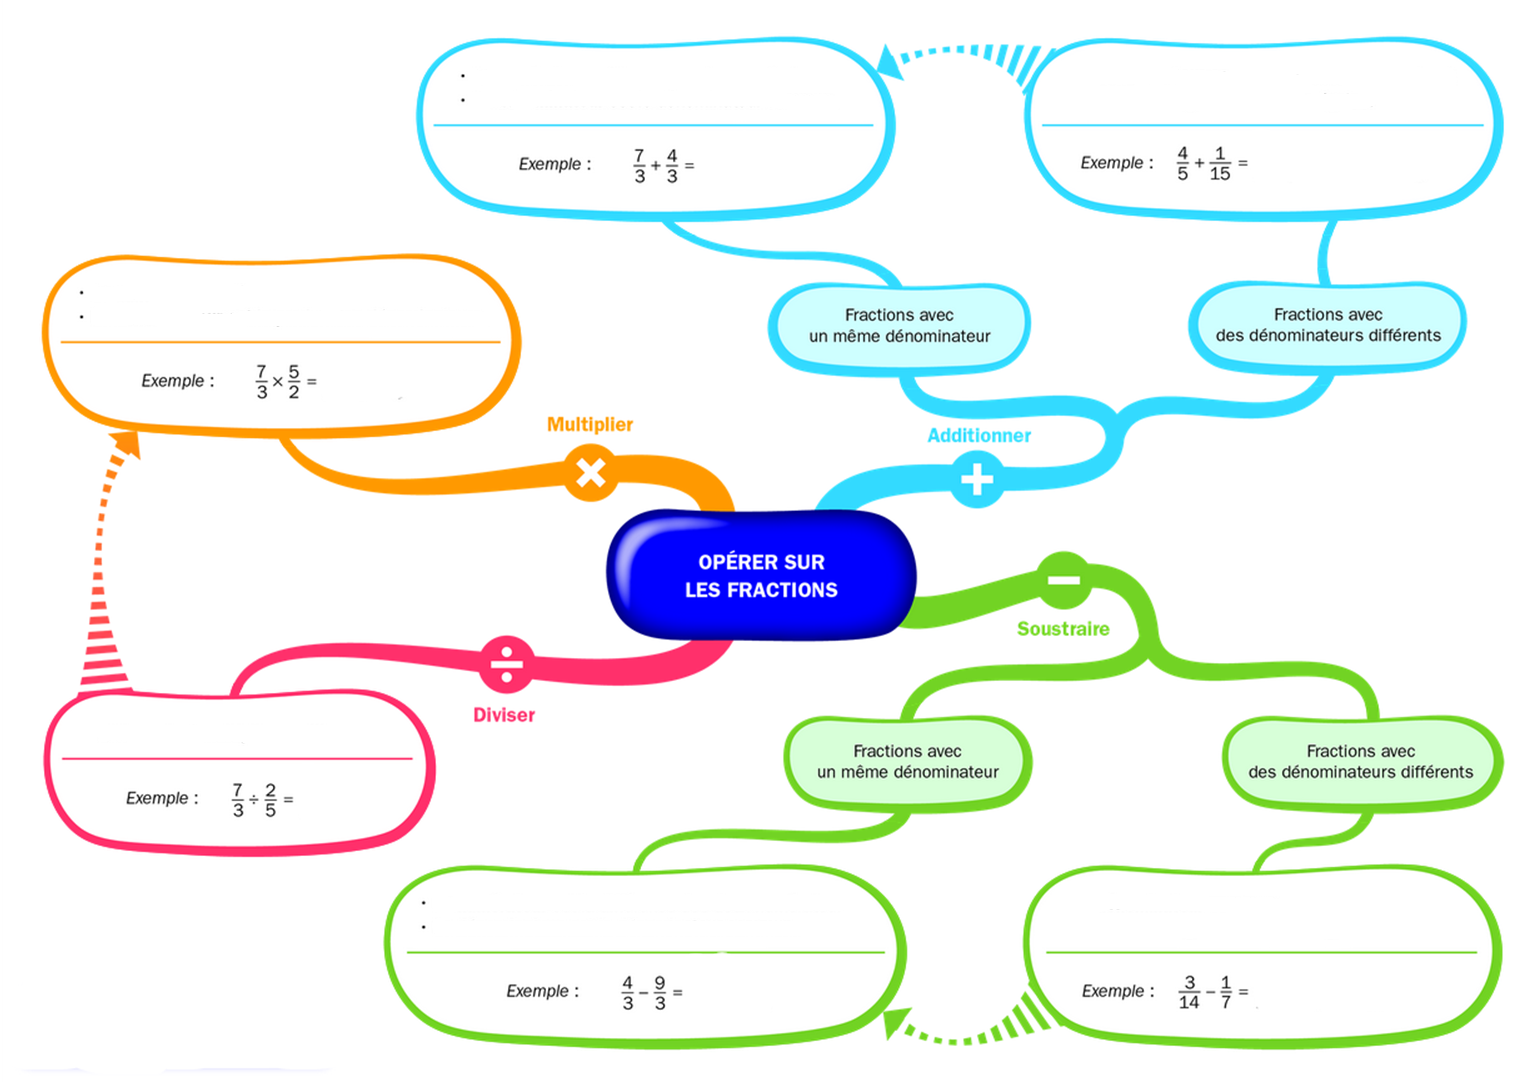 •
•
Exemple : 7/3 + 4/3 =
Exemple : 4/5 + 1/15 =
Fractions avec
un même dénominateur
Fractions avec
des dénominateurs différents
•
•
Exemple : 7/3 × 5/2 =
Multiplier
×
Additionner
+
OPÉRER SUR
LES FRACTIONS
−
Soustraire
÷
Diviser
Exemple : 7/3 ÷ 2/5 =
Fractions avec
un même dénominateur
Fractions avec
des dénominateurs différents
•
•
Exemple : 4/3 − 9/3 =
Exemple : 3/14 − 1/7 =